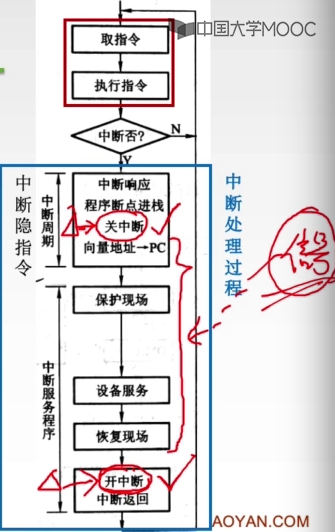 中国大学MOOC
取指令
执行指令
中断否?
N
Y
中断隐指令
中断周期
中断响应
程序断点进栈
关中断
向量地址→PC
中断处理过程
信号
中断服务程序
保护现场
设备服务
恢复现场
开中断
中断返回
AOYAN.COM